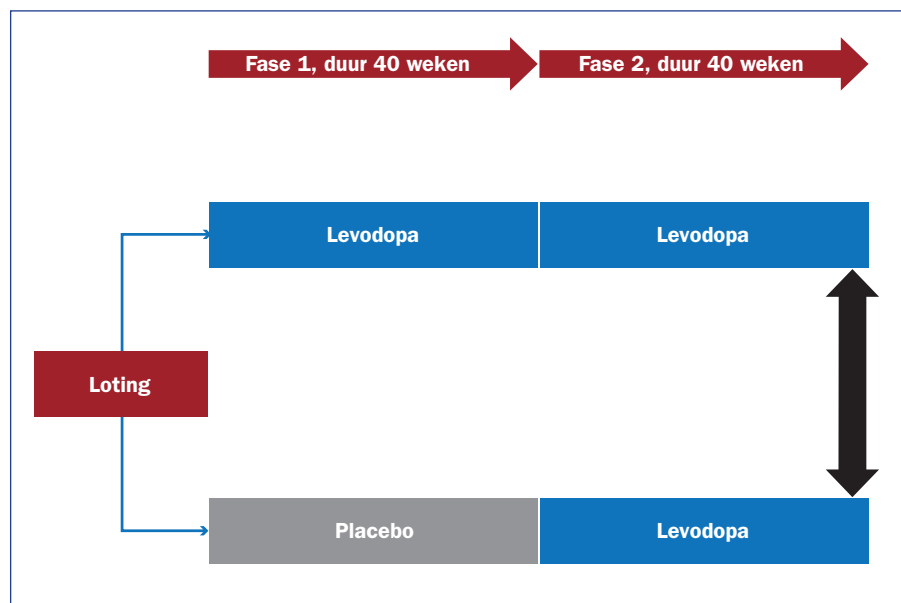 Fase 1, duur 40 weken
Fase 2, duur 40 weken
Levodopa
Levodopa
Loting
Placebo
Levodopa